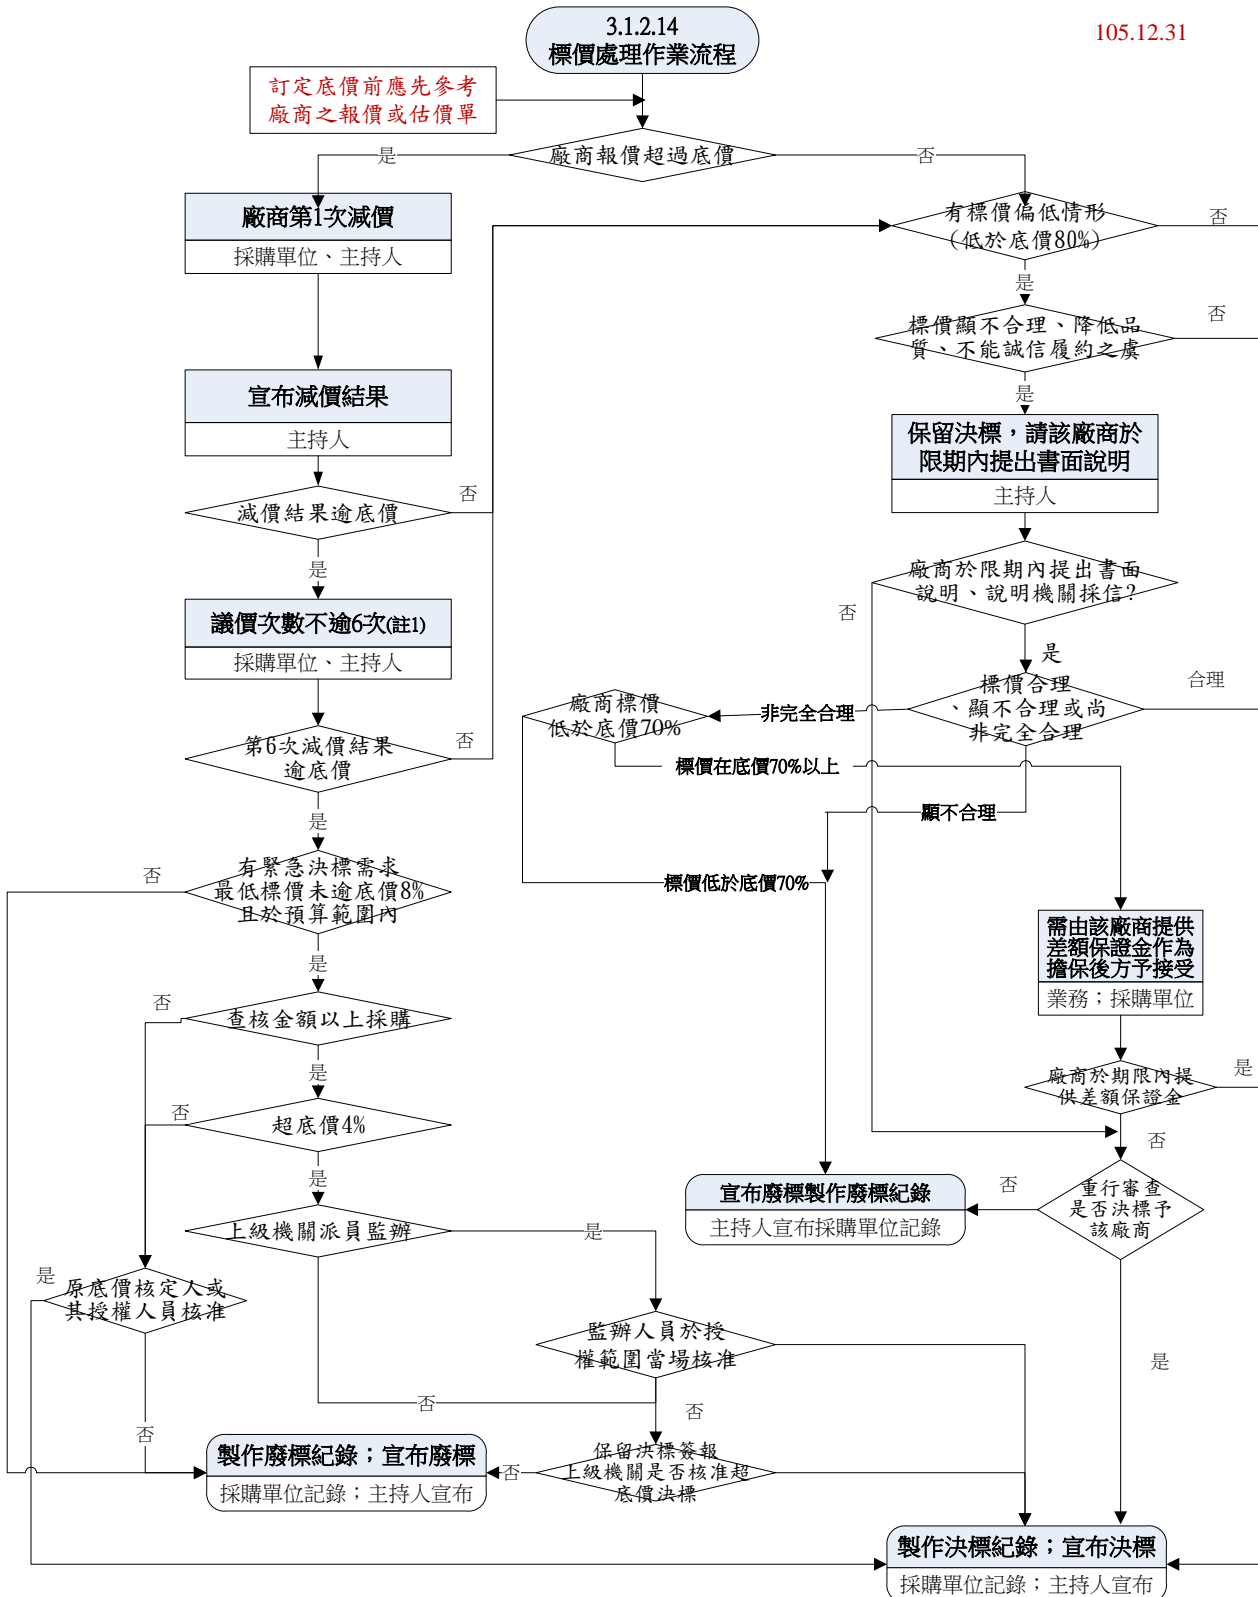 3.1.2.14
標價處理作業流程
105.12.31
訂定底價前應先參考
廠商之報價或估價單
廠商報價超過底價
是
否
廠商第1次減價
採購單位、主持人
有標價偏低情形
(低於底價80%)
否
是
標價顯不合理、降低品
質、不能誠信履約之虞
否
是
宣布減價結果
主持人
保留決標，請該廠商於
限期內提出書面說明
主持人
減價結果逾底價
否
是
廠商於限期內提出書面
說明、說明機關採信?
否
是
議價次數不逾6次(註1)
採購單位、主持人
標價合理
、顯不合理或尚
非完全合理
合理
非完全合理
顯不合理
廠商標價
低於底價70%
標價在底價70%以上
標價低於底價70%
第6次減價結果
逾底價
否
是
有緊急決標需求
最低標價未逾底價8%
且於預算範圍內
否
是
需由該廠商提供
差額保證金作為
擔保後方予接受
業務；採購單位
查核金額以上採購
否
是
廠商於期限內提
供差額保證金
是
否
超底價4%
否
是
宣布廢標製作廢標紀錄
主持人宣布採購單位記錄
否
重行審查
是否決標予
該廠商
是
上級機關派員監辦
是
否
原底價核定人或
其授權人員核准
是
否
監辦人員於授
權範圍當場核准
否
製作廢標紀錄；宣布廢標
採購單位記錄；主持人宣布
否
保留決標簽報
上級機關是否核准超
底價決標
製作決標紀錄；宣布決標
採購單位記錄；主持人宣布